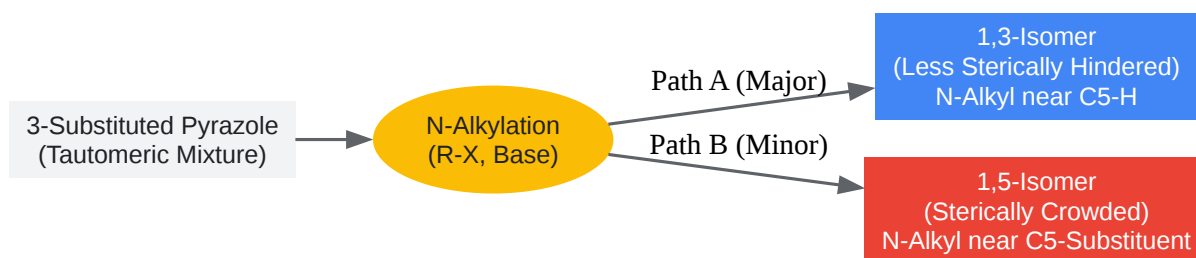 3-Substituted Pyrazole
(Tautomeric Mixture)
N-Alkylation
(R-X, Base)
Path A (Major)
Path B (Minor)
1,3-Isomer
(Less Sterically Hindered)
N-Alkyl near C5-H
1,5-Isomer
(Sterically Crowded)
N-Alkyl near C5-Substituent